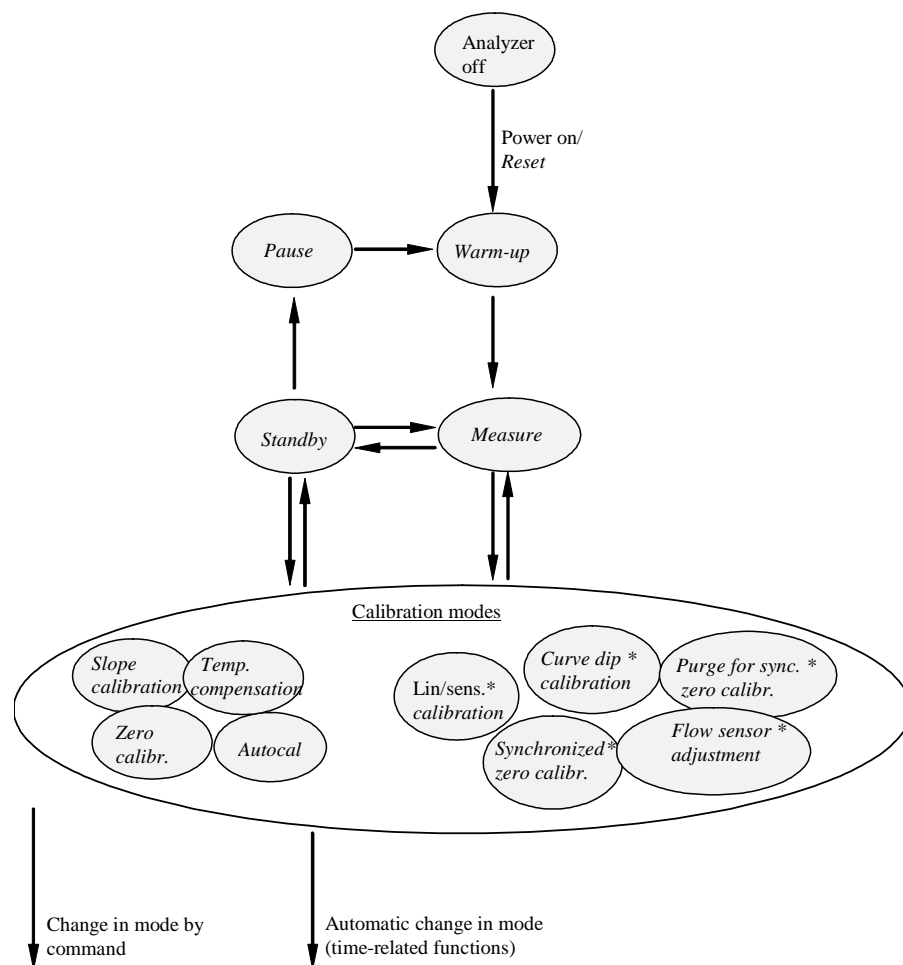 Analyzer
off
Power on/
Reset
Pause
Warm-up
Standby
Measure
Calibration modes
Slope
calibration
Temp.
compensation
Zero
calibr.
Autocal
Lin/sens.*
calibration
Curve dip *
calibration
Purge for sync. *
zero calibr.
Synchronized*
zero calibr.
Flow sensor *
adjustment
Change in mode by
command
Automatic change in mode
(time-related functions)